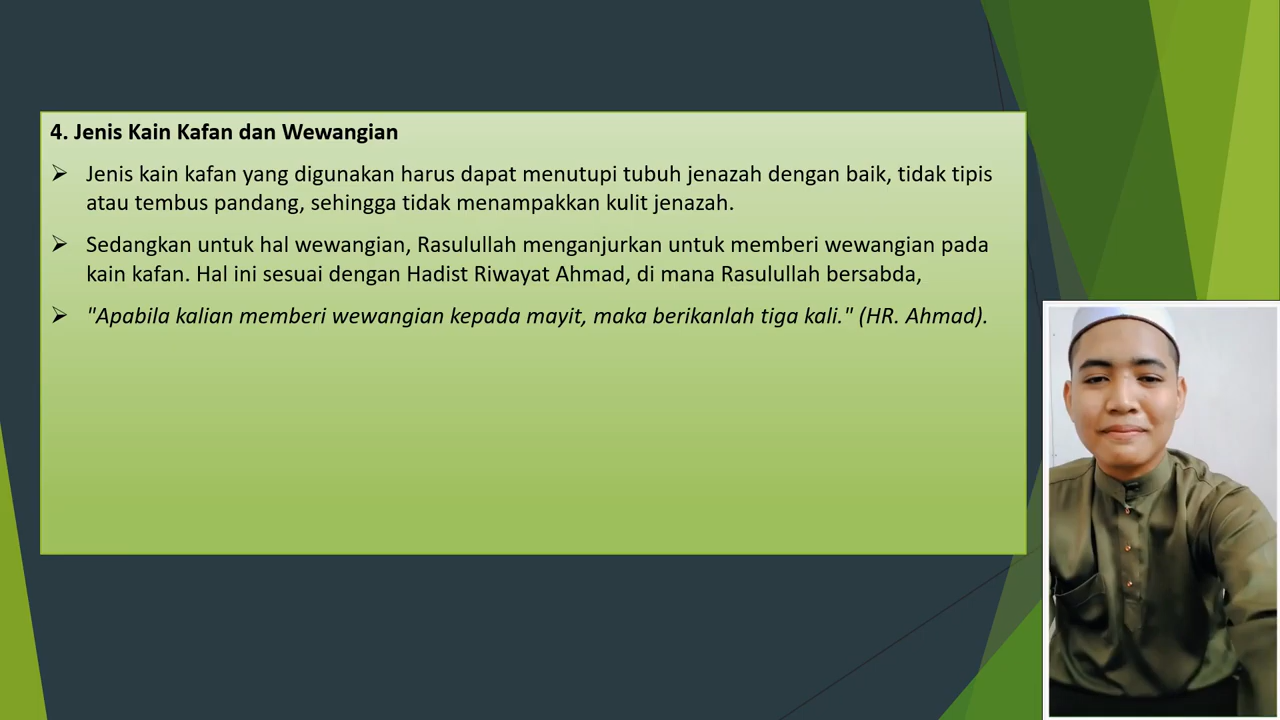 4. Jenis Kain Kafan dan Wewangian
Jenis kain kafan yang digunakan harus dapat menutupi tubuh jenazah dengan baik, tidak tipis
atau tembus pandang, sehingga tidak menampakkan kulit jenazah.
Sedangkan untuk hal wewangian, Rasulullah menganjurkan untuk memberi wewangian pada
kain kafan. Hal ini sesuai dengan Hadist Riwayat Ahmad, di mana Rasulullah bersabda,
"Apabila kalian memberi wewangian kepada mayit, maka berikanlah tiga kali." (HR. Ahmad).